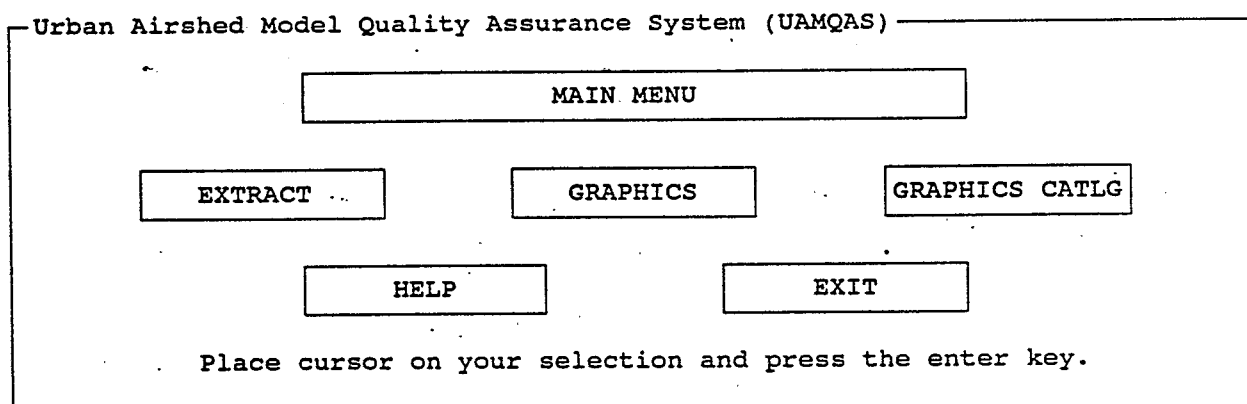 Urban Airshed Model Quality Assurance System (UAMQAS)
MAIN MENU
EXTRACT GRAPHICS GRAPHICS CATLG
HELP EXIT
Place cursor on your selection and press the enter key.